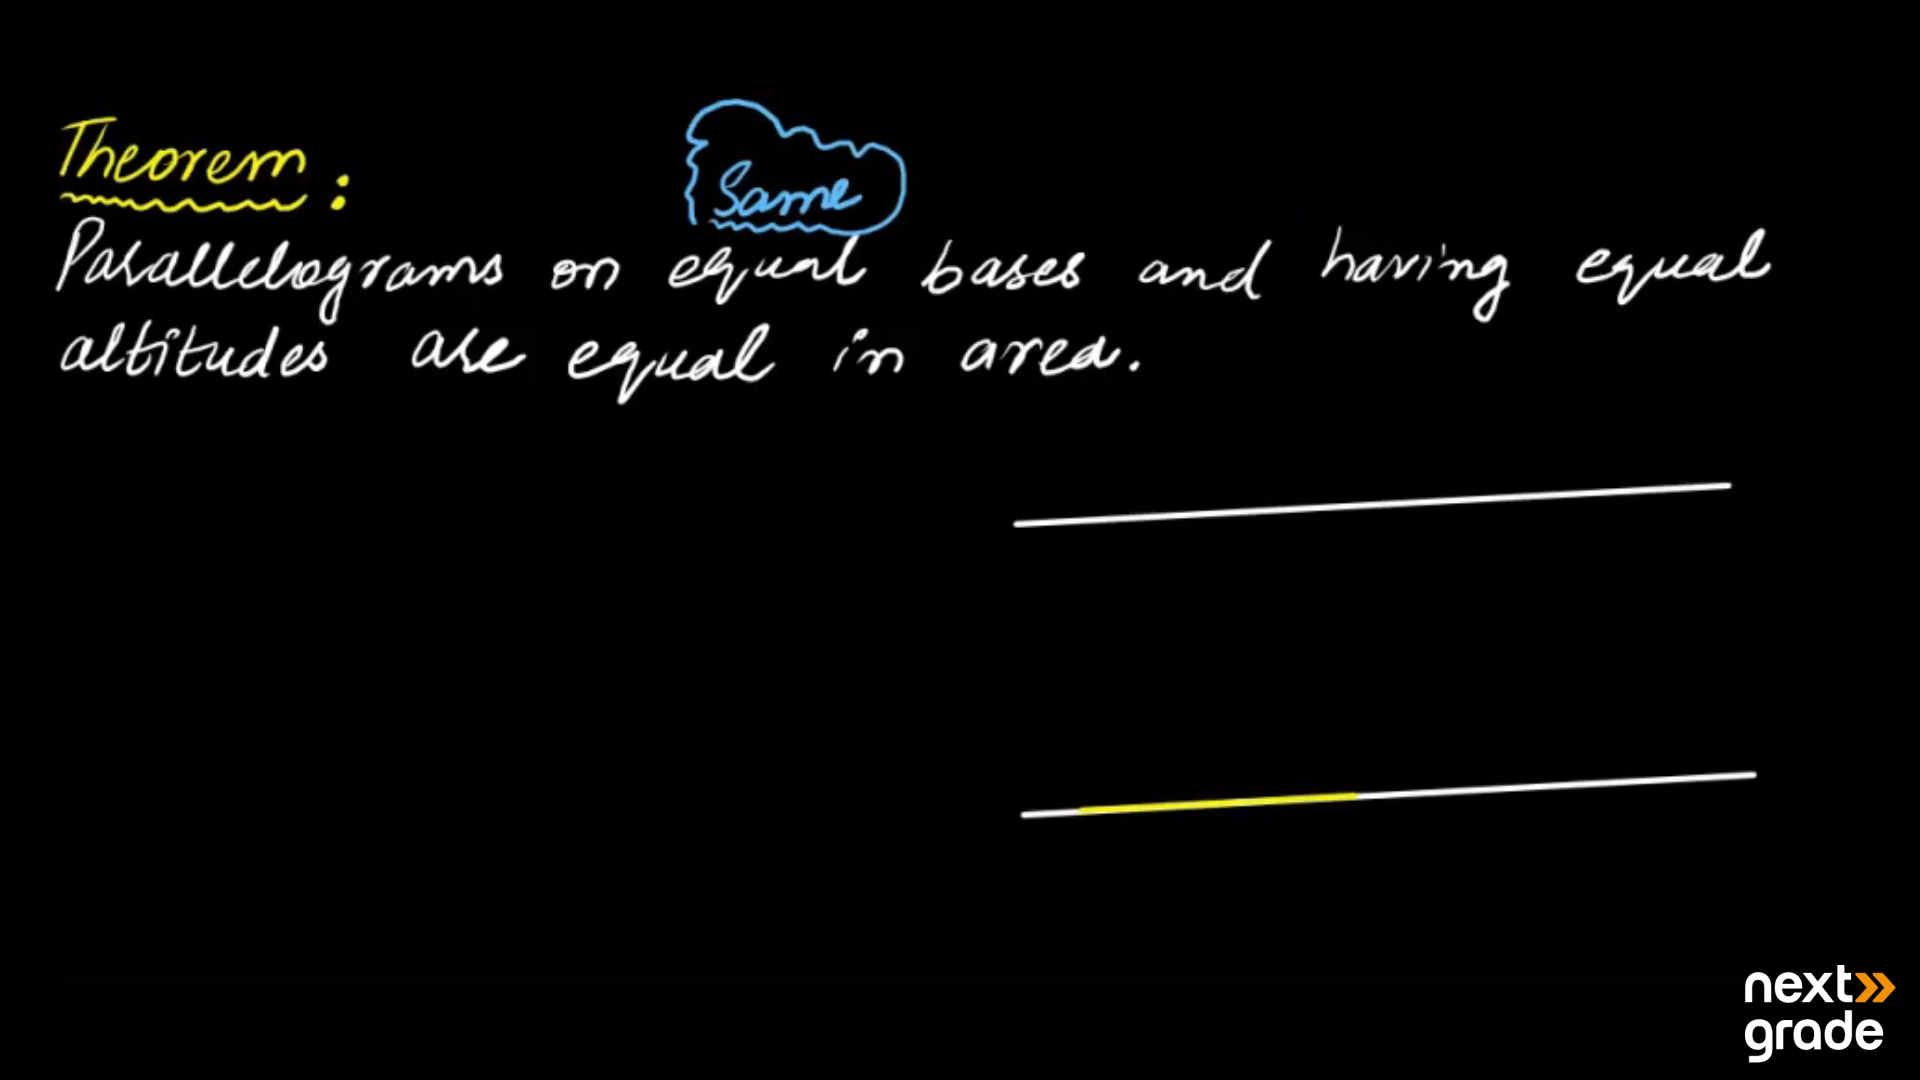 Theorem :
Same
Parallelograms on equal bases and having equal
altitudes are equal in area.
next
grade